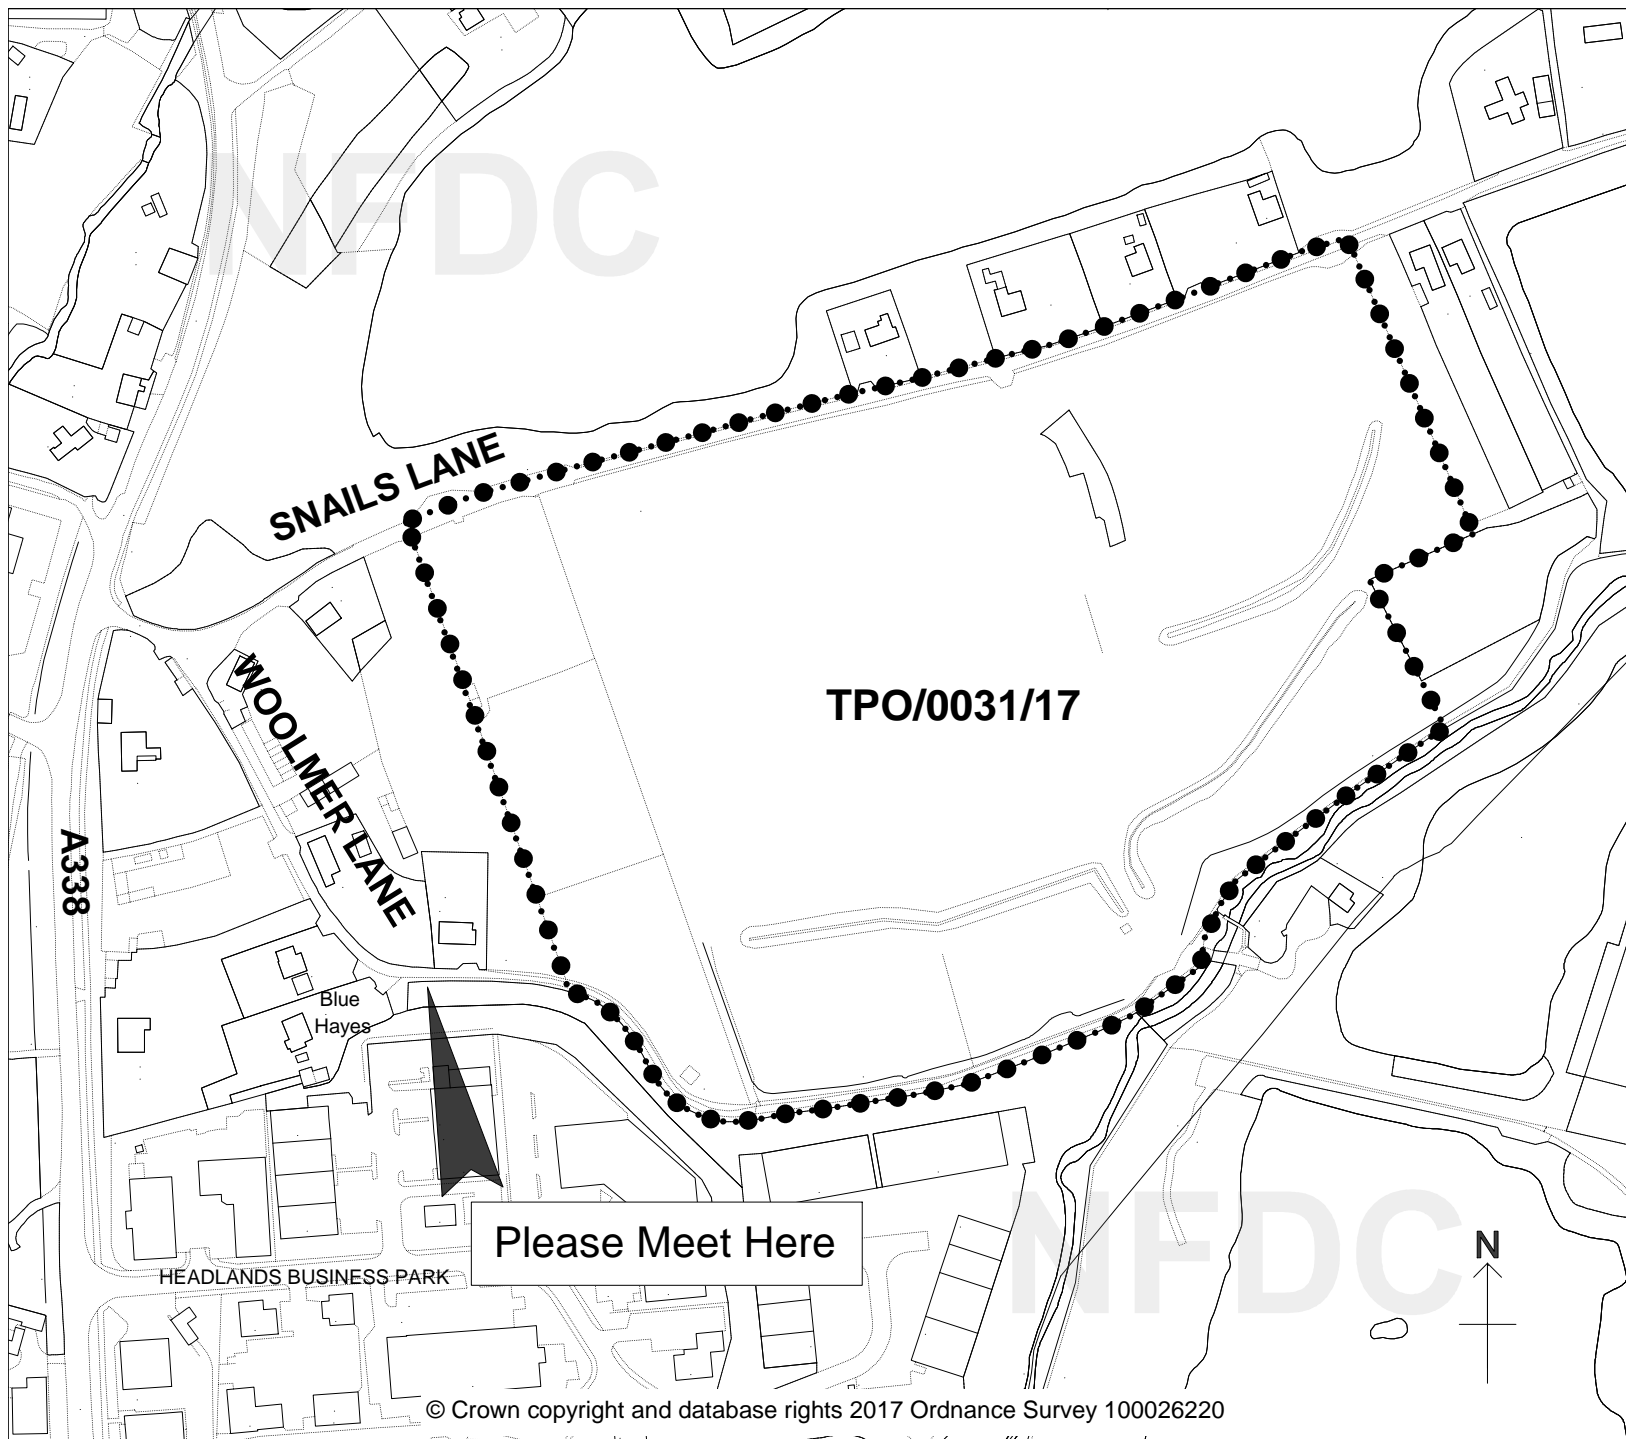 NFDC
SNAILS LANE
WOOLMER LANE
TPO/0031/17
A338
Blue
Hayes
Please Meet Here
NFDC
N
HEADLANDS BUSINESS PARK
© Crown copyright and database rights 2017 Ordnance Survey 100026220